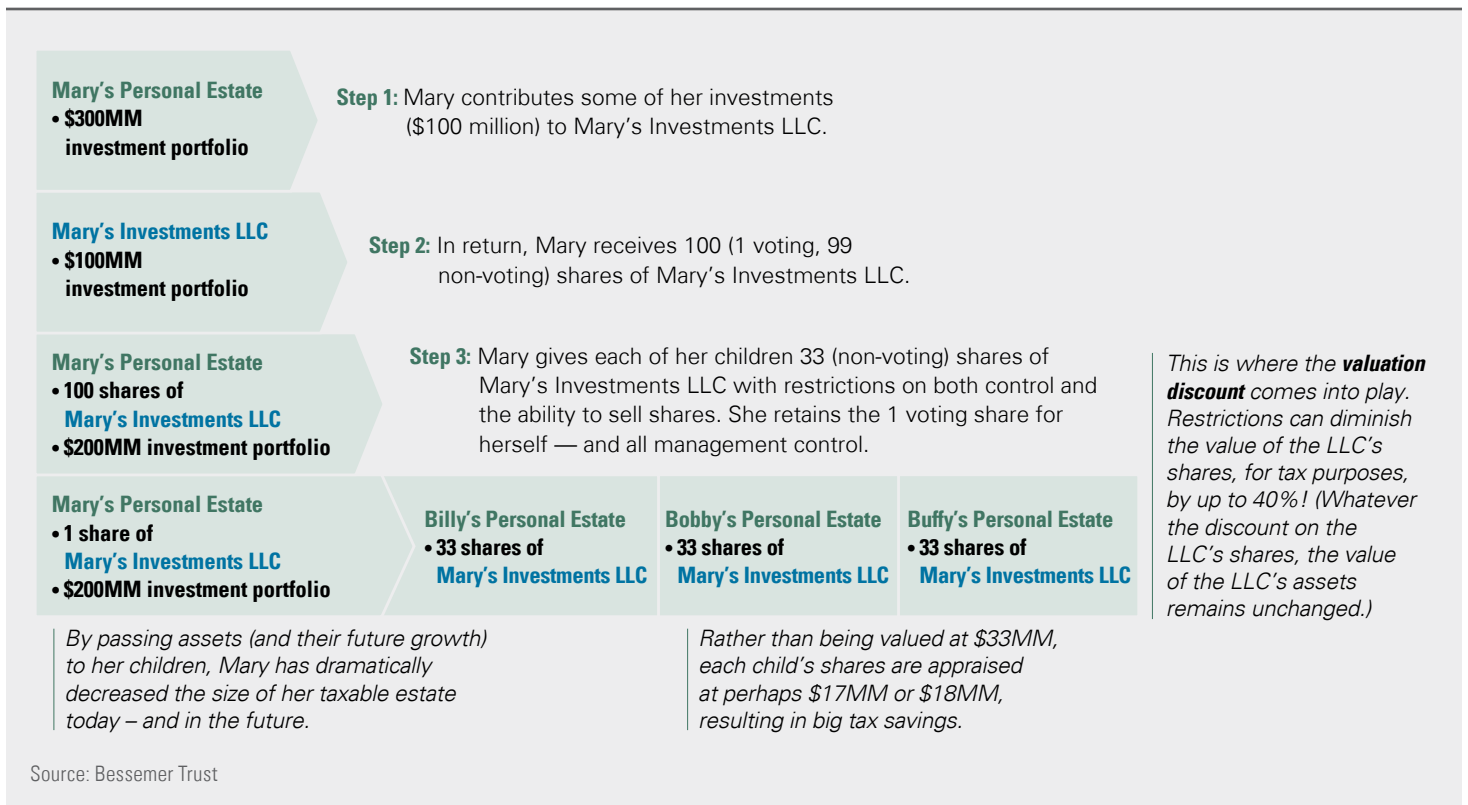 Mary's Personal Estate
• $300MM
investment portfolio
Step 1: Mary contributes some of her investments
($100 million) to Mary's Investments LLC.
Mary's Investments LLC
• $100MM
investment portfolio
Step 2: In return, Mary receives 100 (1 voting, 99
non-voting) shares of Mary's Investments LLC.
Mary's Personal Estate
• 100 shares of
Mary's Investments LLC
• $200MM investment portfolio
Step 3: Mary gives each of her children 33 (non-voting) shares of
Mary's Investments LLC with restrictions on both control and
the ability to sell shares. She retains the 1 voting share for
herself — and all management control.
This is where the valuation
discount comes into play.
Restrictions can diminish
the value of the LLC's
shares, for tax purposes,
by up to 40%! (Whatever
the discount on the
LLC's shares, the value
of the LLC's assets
remains unchanged.)
Mary's Personal Estate
• 1 share of
Mary's Investments LLC
• $200MM investment portfolio
Billy's Personal Estate
• 33 shares of
Mary's Investments LLC
Bobby's Personal Estate
• 33 shares of
Mary's Investments LLC
Buffy's Personal Estate
• 33 shares of
Mary's Investments LLC
By passing assets (and their future growth)
to her children, Mary has dramatically
decreased the size of her taxable estate
today – and in the future.
Rather than being valued at $33MM,
each child's shares are appraised
at perhaps $17MM or $18MM,
resulting in big tax savings.
Source: Bessemer Trust